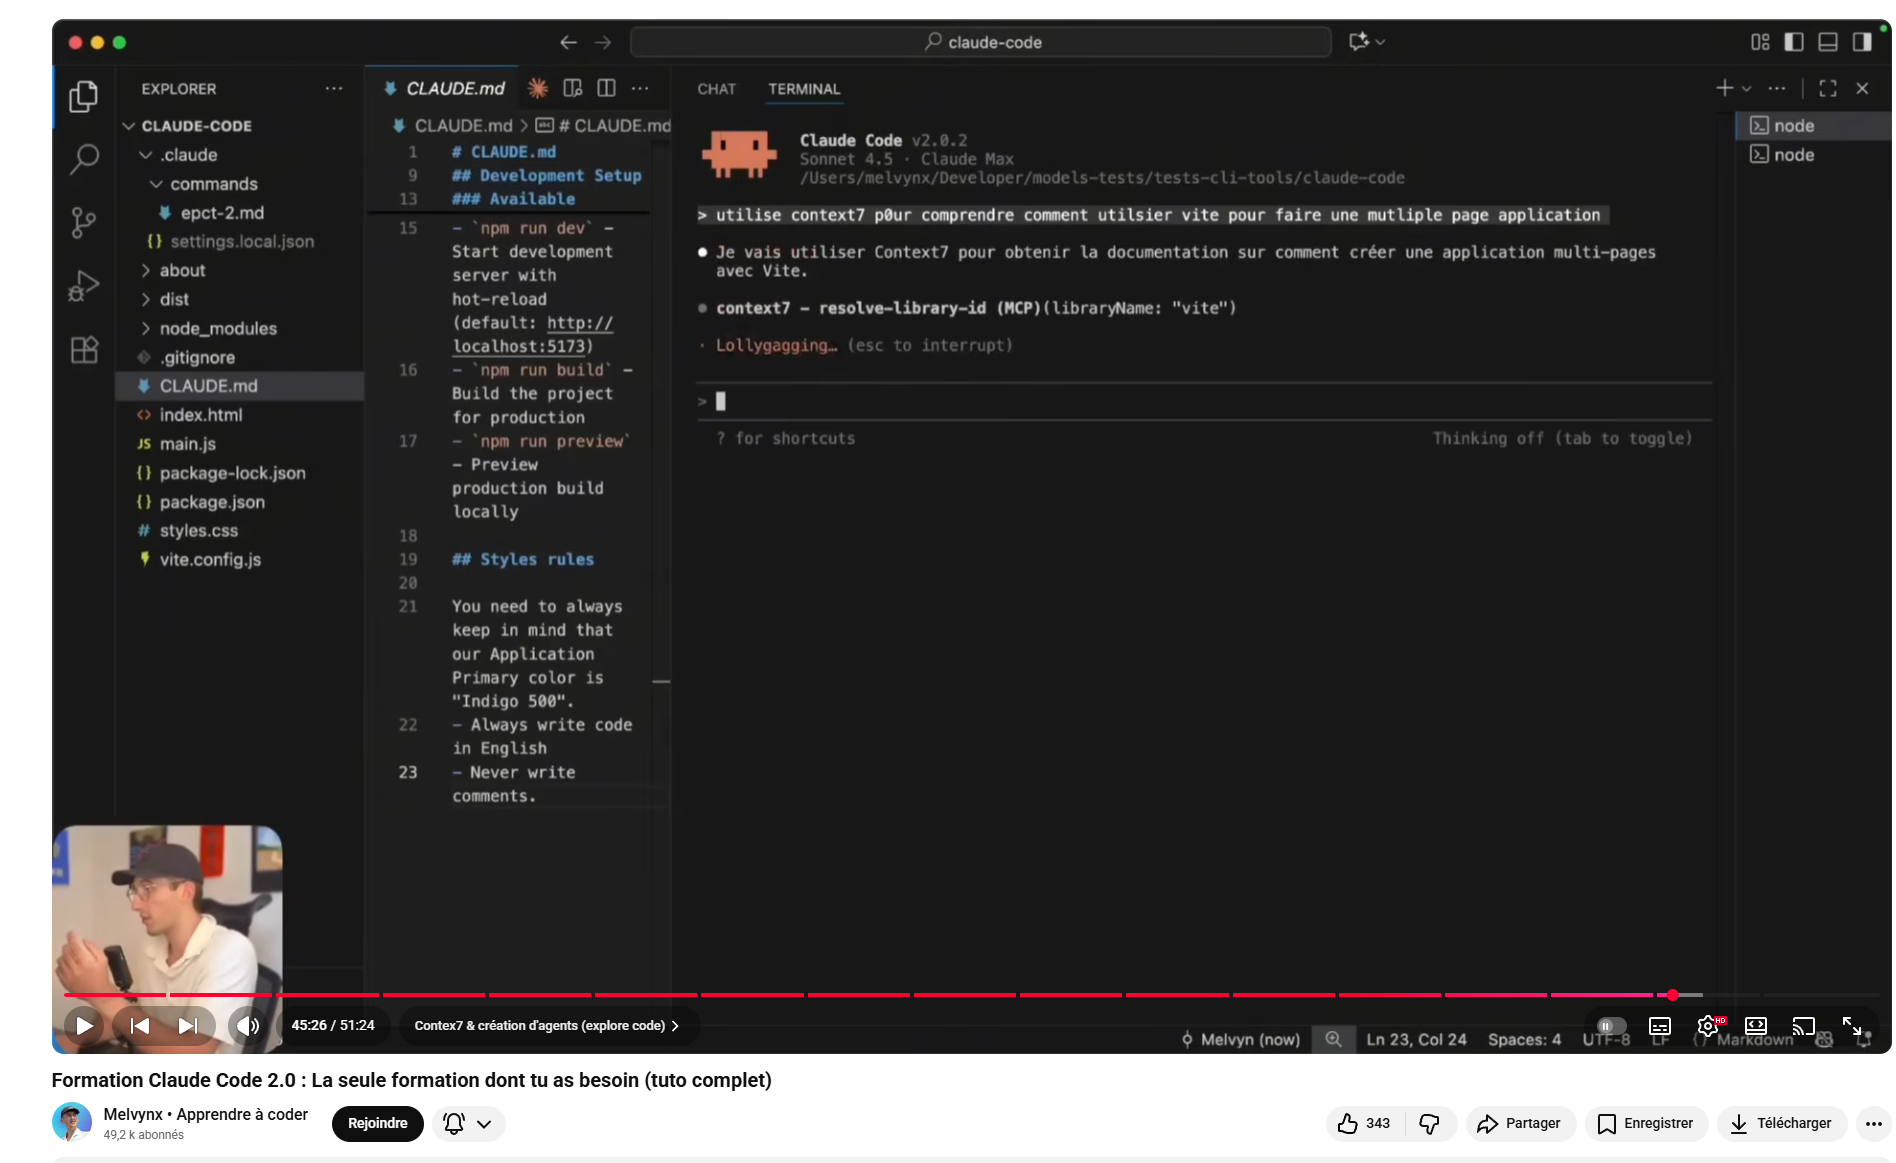 claude-code
EXPLORER
CLAUDE-CODE
.claude
commands
epct-2.md
settings.local.json
about
dist
node_modules
.gitignore
CLAUDE.md
index.html
main.js
package-lock.json
package.json
styles.css
vite.config.js
CLAUDE.md
CLAUDE.md > # CLAUDE.md
1 # CLAUDE.md
9 ## Development Setup
13 ### Available
15 - `npm run dev` -
Start development
server with
hot-reload
(default: http://
localhost:5173)
16 - `npm run build` -
Build the project
for production
17 - `npm run preview`
- Preview
production build
locally
18
19 ## Styles rules
20
21 You need to always
keep in mind that
our Application
Primary color is
"Indigo 500".
22 - Always write code
in English
23 - Never write
comments.
CHAT TERMINAL
Claude Code v2.0.2
Sonnet 4.5 · Claude Max
/Users/melvynx/Developer/models-tests/tests-cli-tools/claude-code
> utilise context7 p0ur comprendre comment utilsier vite pour faire une mutliple page application
Je vais utiliser Context7 pour obtenir la documentation sur comment créer une application multi-pages
avec Vite.
context7 - resolve-library-id (MCP)(libraryName: "vite")
· Lollygagging… (esc to interrupt)
>
? for shortcuts Thinking off (tab to toggle)
node
node
45:26 / 51:24
Contex7 & création d'agents (explore code)
Melvyn (now)
Ln 23, Col 24
Spaces: 4
UTF-8
LF
{} Markdown
HD
Formation Claude Code 2.0 : La seule formation dont tu as besoin (tuto complet)
Melvynx • Apprendre à coder
49,2 k abonnés
Rejoindre
343
Partager
Enregistrer
Télécharger